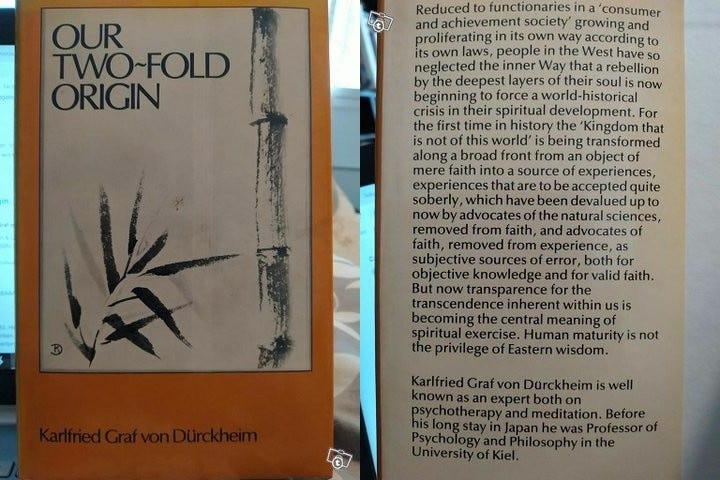 OUR
TWO~FOLD
ORIGIN
Karlfried Graf von Dürckheim
Reduced to functionaries in a 'consumer
and achievement society' growing and
proliferating in its own way according to
its own laws, people in the West have so
neglected the inner Way that a rebellion
by the deepest layers of their soul is now
beginning to force a world-historical
crisis in their spiritual development. For
the first time in history the 'Kingdom that
is not of this world' is being transformed
along a broad front from an object of
mere faith into a source of experiences,
experiences that are to be accepted quite
soberly, which have been devalued up to
now by advocates of the natural sciences,
removed from faith, and advocates of
faith, removed from experience, as
subjective sources of error, both for
objective knowledge and for valid faith.
But now transparence for the
transcendence inherent within us is
becoming the central meaning of
spiritual exercise. Human maturity is not
the privilege of Eastern wisdom.
Karlfried Graf von Dürckheim is well
known as an expert both on
psychotherapy and meditation. Before
his long stay in Japan he was Professor of
Psychology and Philosophy in the
University of Kiel.